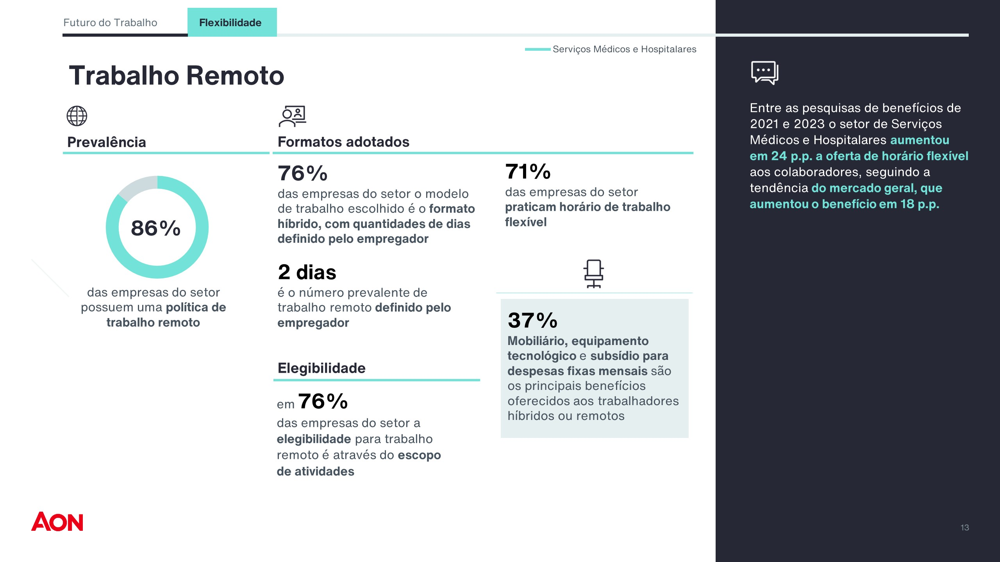 Futuro do Trabalho
Flexibilidade
Serviços Médicos e Hospitalares
Trabalho Remoto
Prevalência
86%
das empresas do setor
possuem uma política de
trabalho remoto
Formatos adotados
76%
das empresas do setor o modelo
de trabalho escolhido é o formato
híbrido, com quantidades de dias
definido pelo empregador
2 dias
é o número prevalente de
trabalho remoto definido pelo
empregador
Elegibilidade
em 76%
das empresas do setor a
elegibilidade para trabalho
remoto é através do escopo
de atividades
71%
das empresas do setor
praticam horário de trabalho
flexível
37%
Mobiliário, equipamento
tecnológico e subsídio para
despesas fixas mensais são
os principais benefícios
oferecidos aos trabalhadores
híbridos ou remotos
Entre as pesquisas de benefícios de
2021 e 2023 o setor de Serviços
Médicos e Hospitalares aumentou
em 24 p.p. a oferta de horário flexível
aos colaboradores, seguindo a
tendência do mercado geral, que
aumentou o benefício em 18 p.p.
AON
13